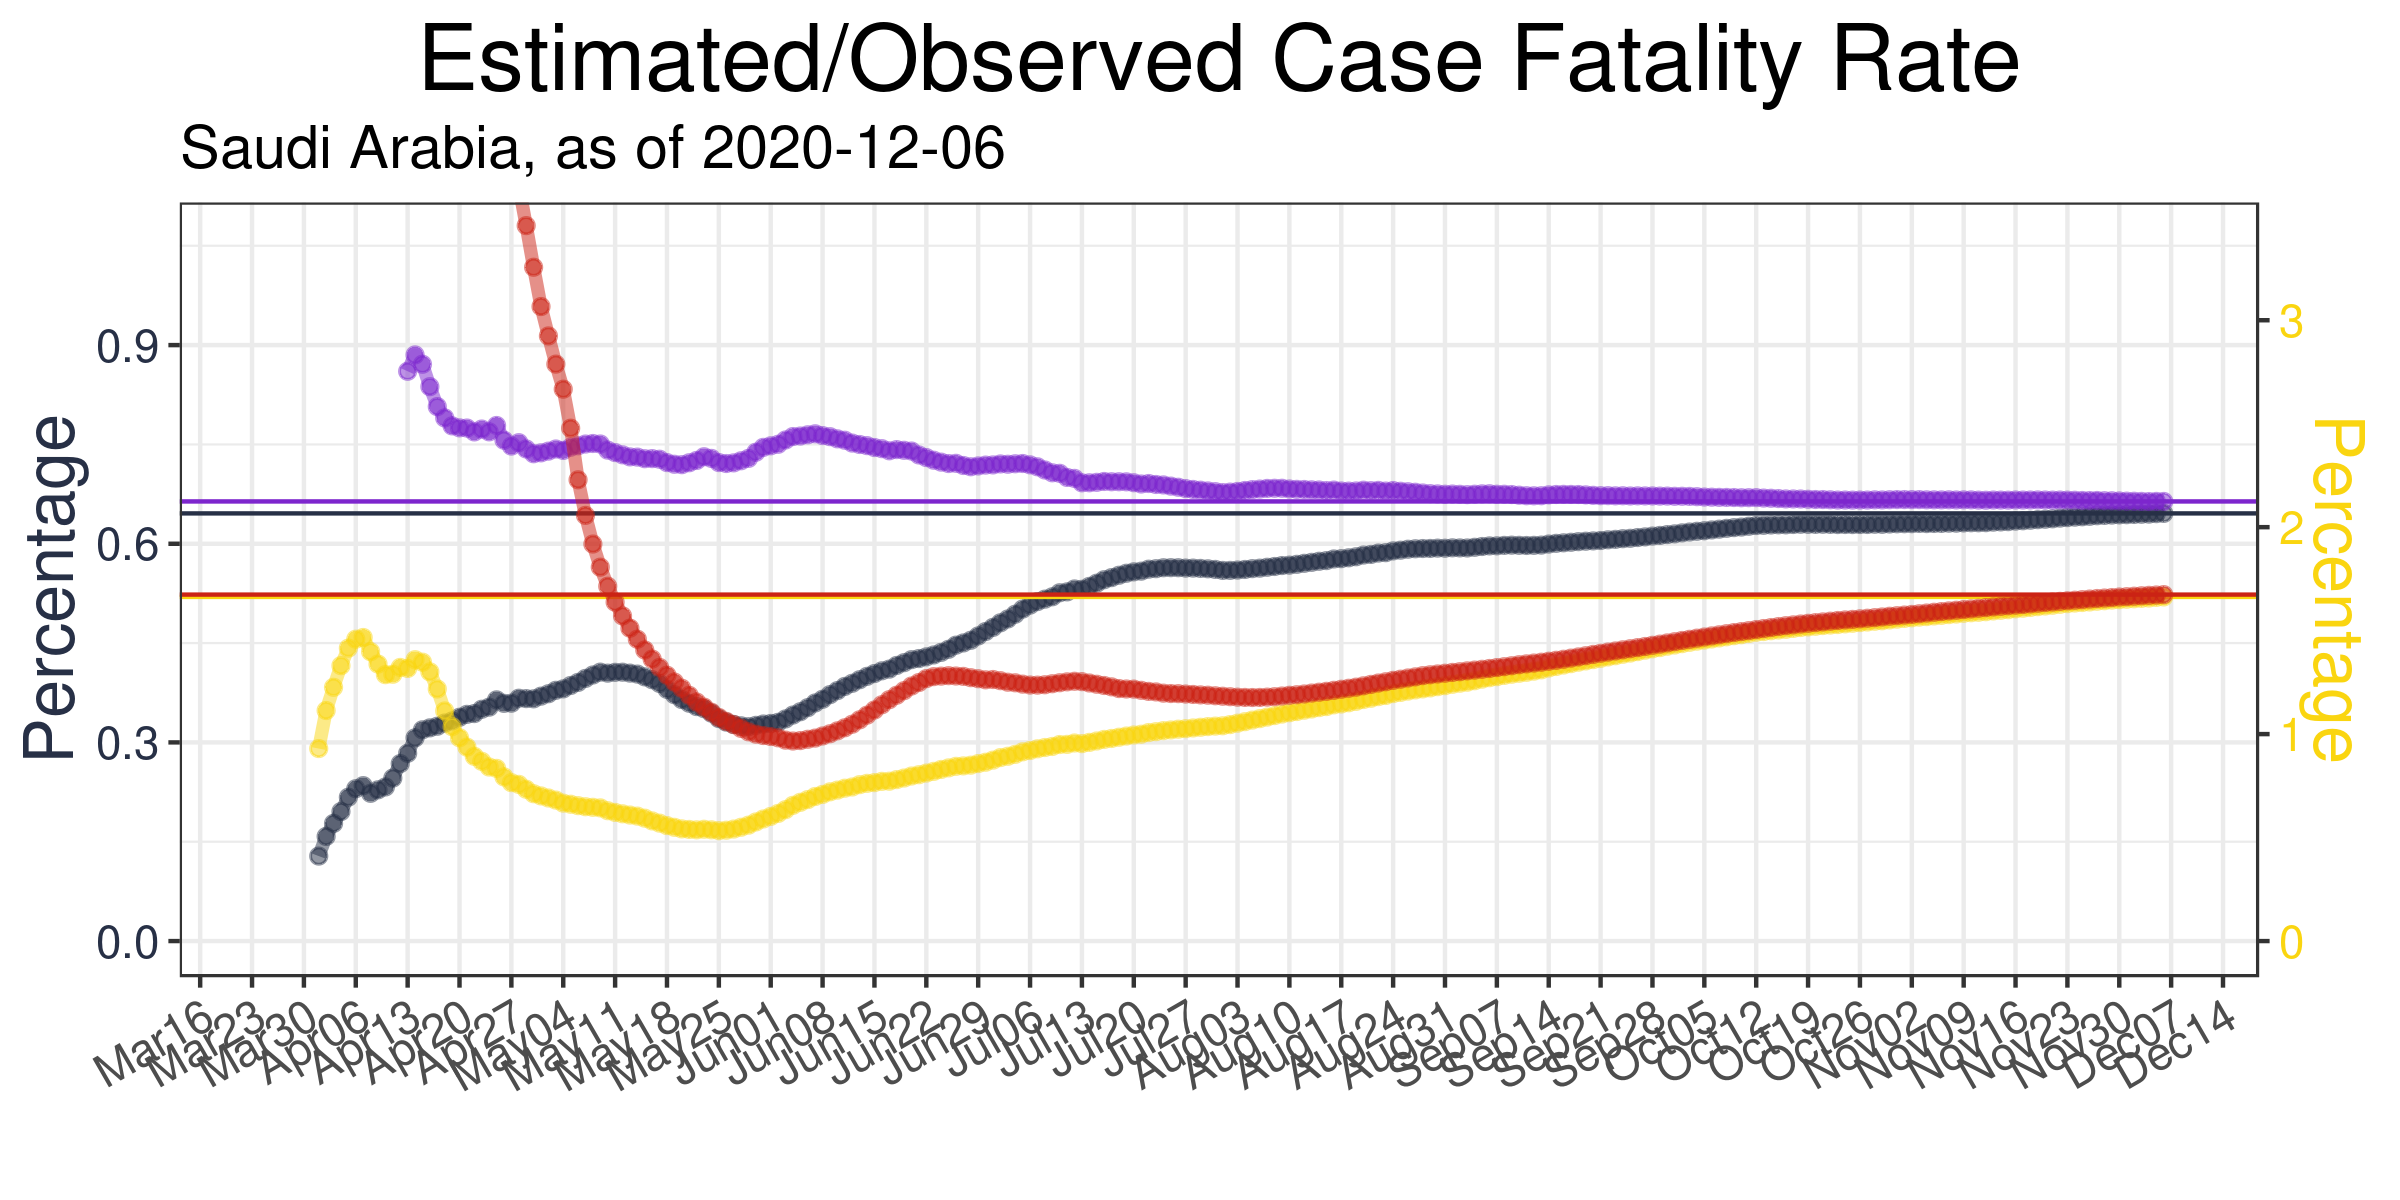 Estimated/Observed Case Fatality Rate
Saudi Arabia, as of 2020-12-06
Percentage
0.9
0.6
0.3
0.0
3
2
1
0
Percentage
Mar16
Mar23
Mar30
Apr06
Apr13
Apr20
Apr27
May04
May11
May18
May25
Jun01
Jun08
Jun15
Jun22
Jun29
Jul06
Jul13
Jul20
Jul27
Aug03
Aug10
Aug17
Aug24
Aug31
Sep07
Sep14
Sep21
Sep28
Oct05
Oct12
Oct19
Oct26
Nov02
Nov09
Nov16
Nov23
Nov30
Dec07
Dec14